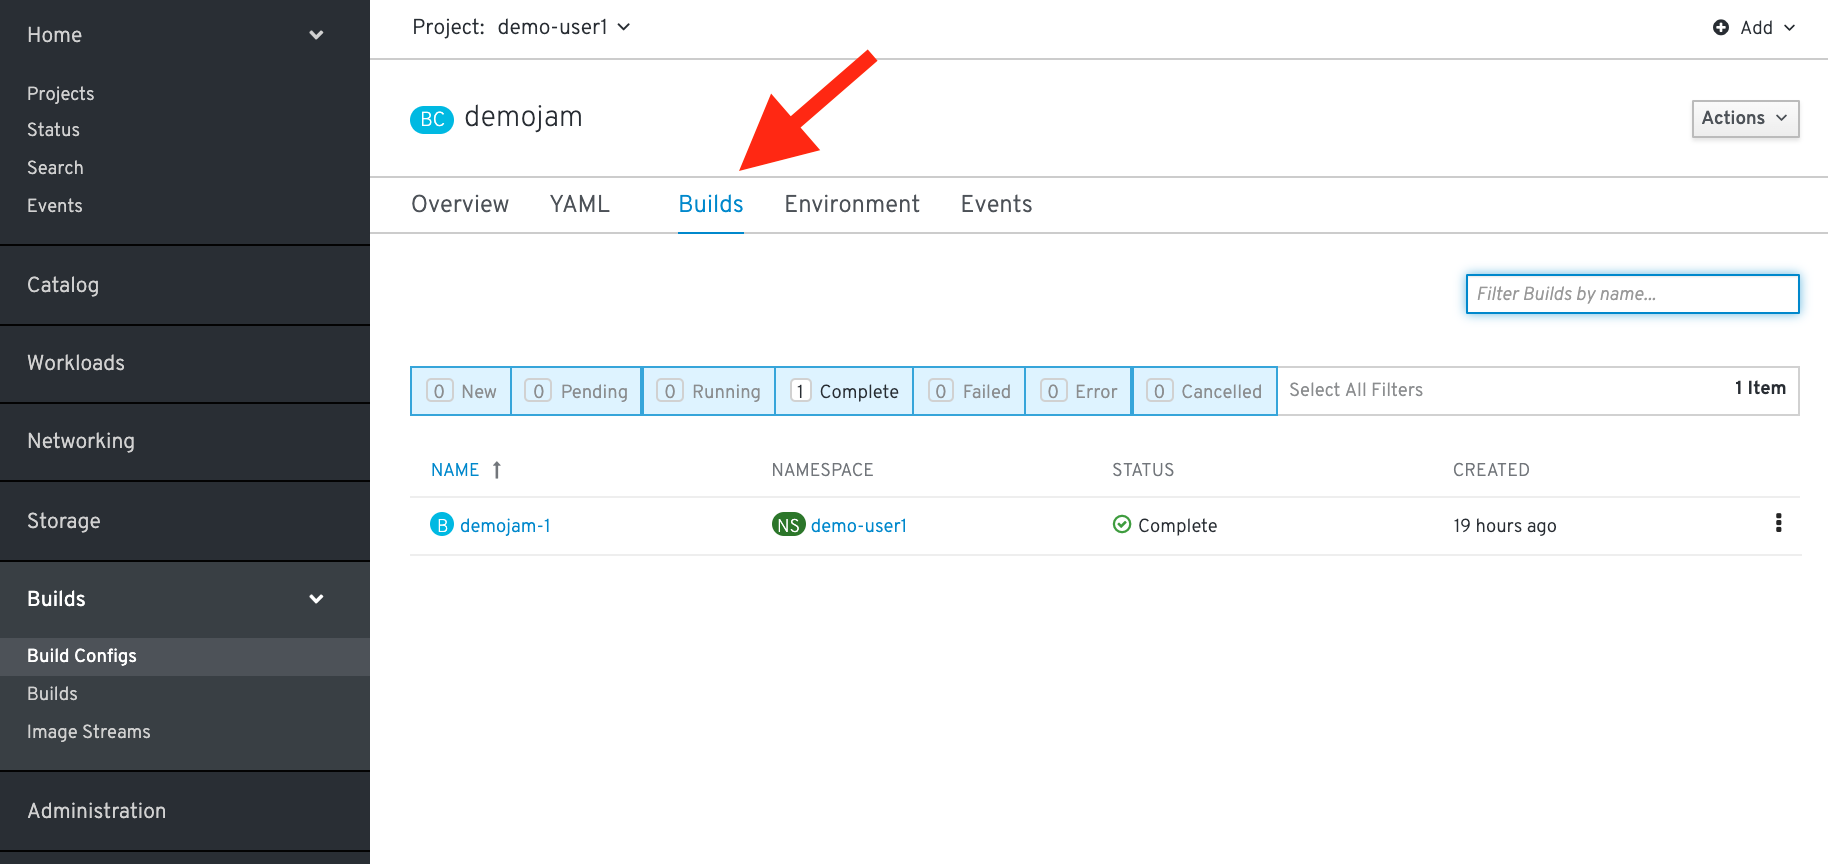 Home
Projects
Status
Search
Events
Catalog
Workloads
Networking
Storage
Builds
Build Configs
Builds
Image Streams
Administration
Project: demo-user1
Add
BC demojam
Actions
Overview YAML Builds Environment Events
Filter Builds by name...
0 New 0 Pending 0 Running 1 Complete 0 Failed 0 Error 0 Cancelled Select All Filters 1 Item
NAME NAMESPACE STATUS CREATED
B demojam-1 NS demo-user1 Complete 19 hours ago